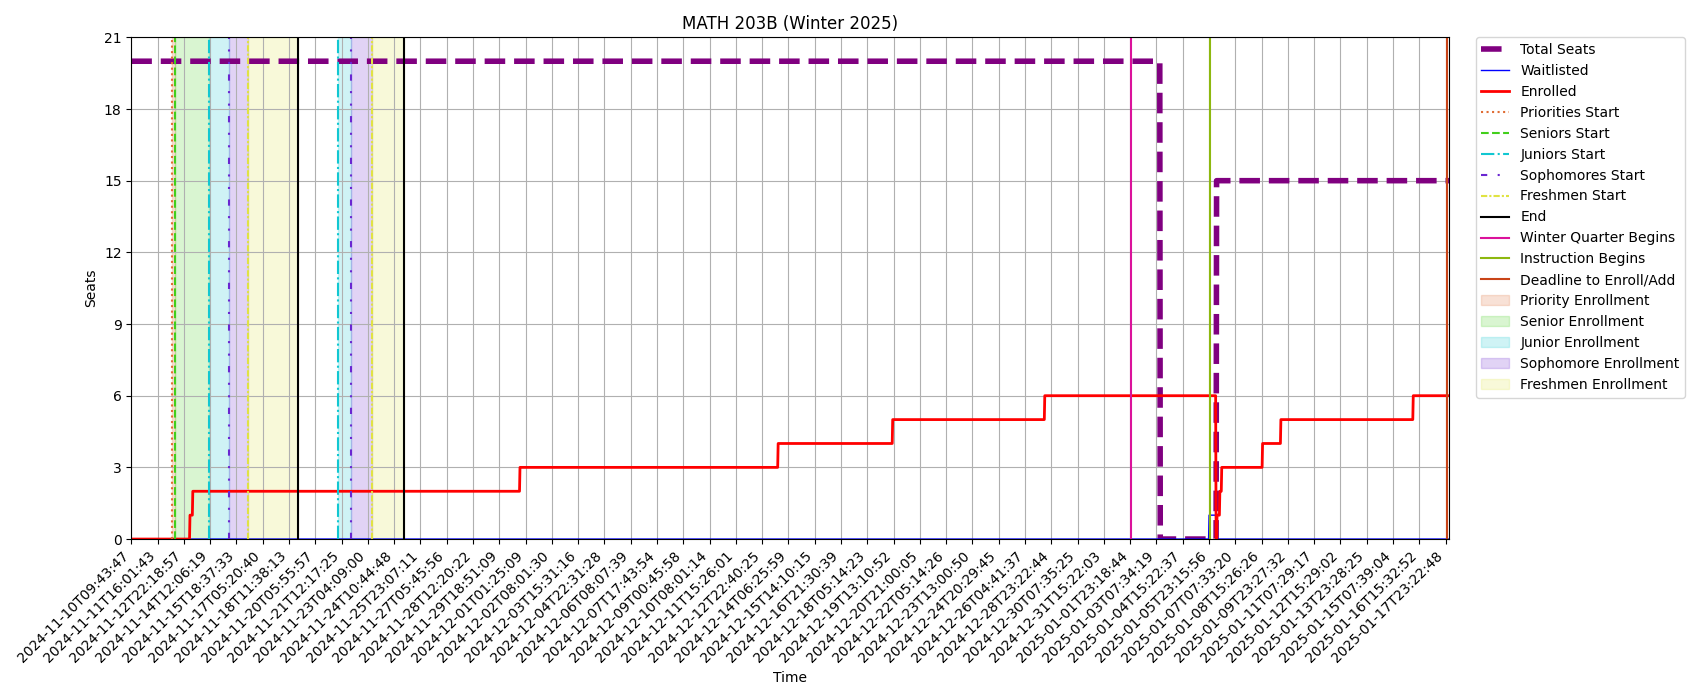 MATH 203B (Winter 2025)
21
18
15
12
9
6
3
0
Seats
2024-11-10T09:43:47
2024-11-11T16:01:43
2024-11-12T22:18:57
2024-11-14T12:06:19
2024-11-15T18:37:33
2024-11-17T05:20:40
2024-11-18T11:38:13
2024-11-20T05:55:57
2024-11-21T12:17:25
2024-11-23T04:09:00
2024-11-24T10:44:48
2024-11-25T23:07:11
2024-11-27T05:45:56
2024-11-28T12:20:22
2024-11-29T18:51:09
2024-12-01T01:25:09
2024-12-02T08:01:30
2024-12-03T15:31:16
2024-12-04T22:31:28
2024-12-06T08:07:39
2024-12-07T17:43:54
2024-12-09T00:45:58
2024-12-10T08:01:14
2024-12-11T15:26:01
2024-12-12T22:40:25
2024-12-14T06:25:59
2024-12-15T14:10:15
2024-12-16T21:30:39
2024-12-18T05:14:23
2024-12-19T13:10:52
2024-12-20T21:00:05
2024-12-22T05:14:26
2024-12-23T13:00:50
2024-12-24T20:29:45
2024-12-26T04:41:37
2024-12-28T23:22:44
2024-12-30T07:35:25
2024-12-31T15:22:03
2025-01-01T23:18:44
2025-01-03T07:34:19
2025-01-04T15:22:37
2025-01-05T23:15:56
2025-01-07T07:33:20
2025-01-08T15:26:26
2025-01-09T23:27:32
2025-01-11T07:29:17
2025-01-12T15:29:02
2025-01-13T23:28:25
2025-01-15T07:39:04
2025-01-16T15:32:52
2025-01-17T23:22:48
Time
Total Seats
Waitlisted
Enrolled
Priorities Start
Seniors Start
Juniors Start
Sophomores Start
Freshmen Start
End
Winter Quarter Begins
Instruction Begins
Deadline to Enroll/Add
Priority Enrollment
Senior Enrollment
Junior Enrollment
Sophomore Enrollment
Freshmen Enrollment